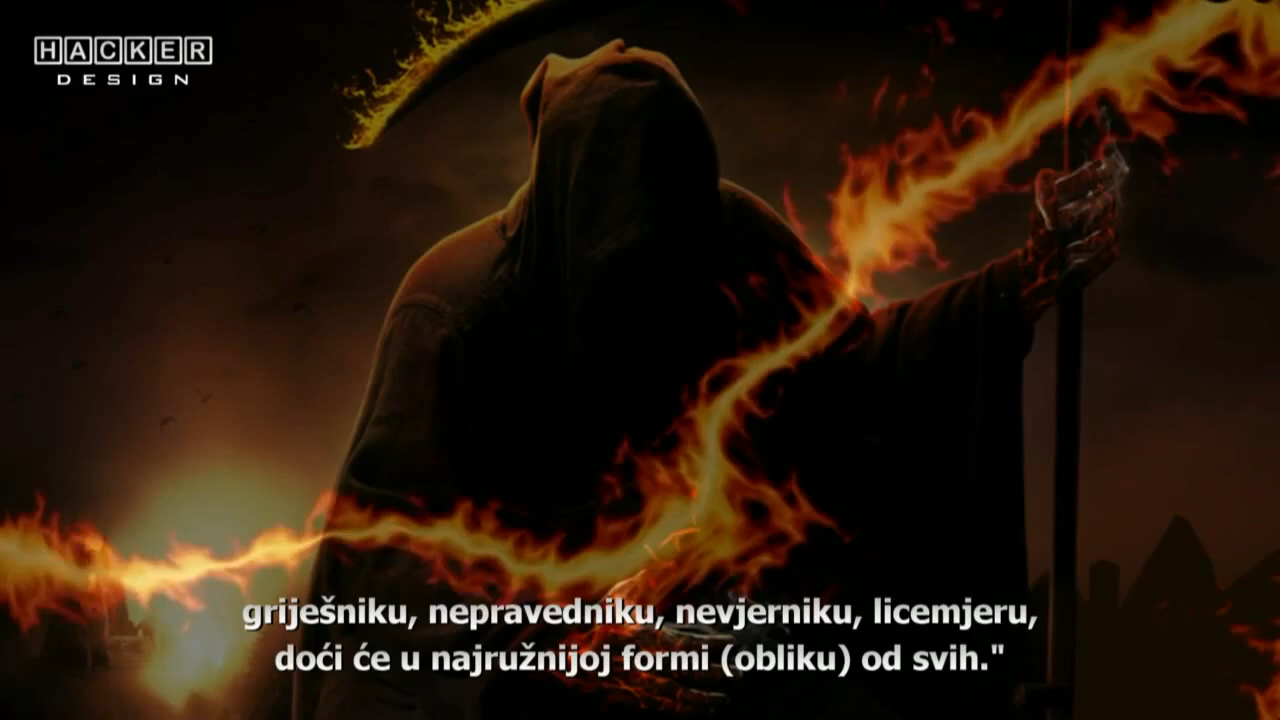 HACKER
DESIGN
griješniku, nepravedniku, nevjerniku, licemjeru,
doći će u najružnijoj formi (obliku) od svih."